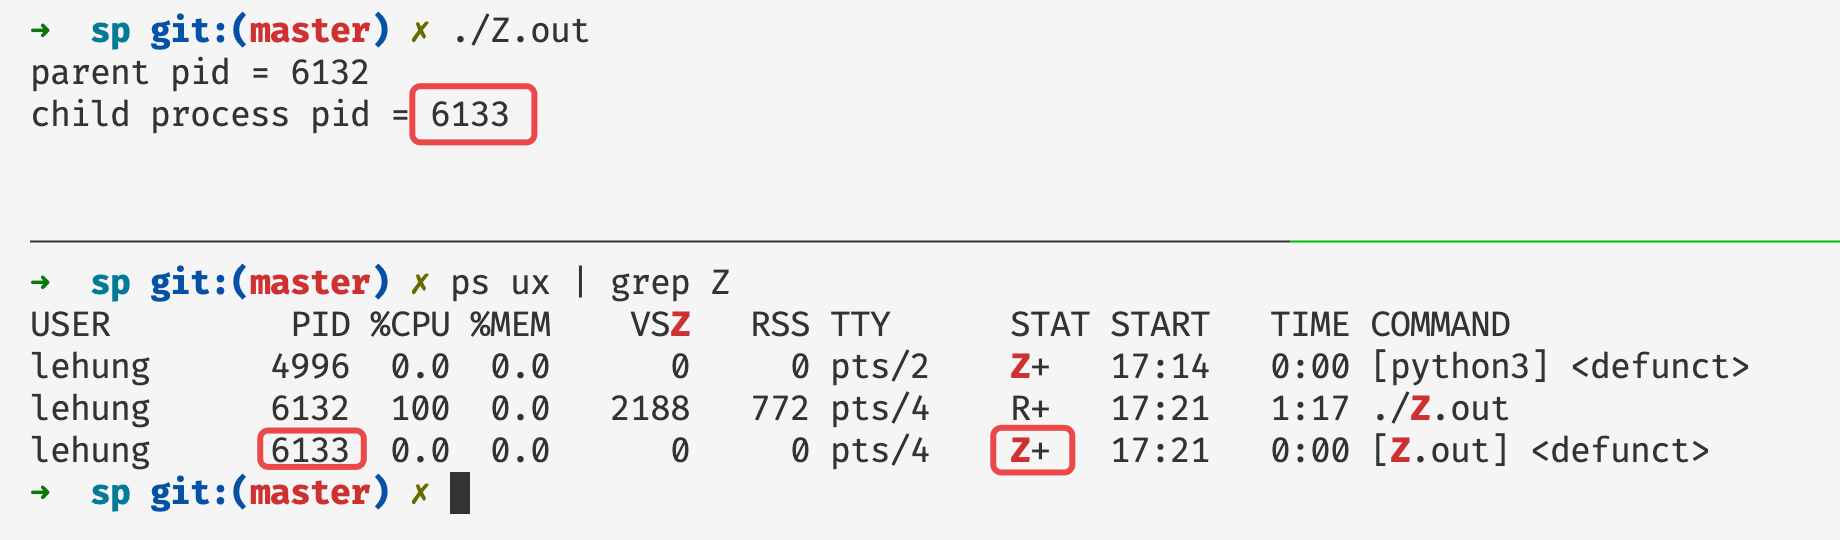 ➜  sp git:(master) ✗ ./Z.out
parent pid = 6132
child process pid = 6133
➜  sp git:(master) ✗ ps ux | grep Z
USER         PID %CPU %MEM    VSZ   RSS TTY      STAT START   TIME COMMAND
lehung      4996  0.0  0.0      0     0 pts/2    Z+   17:14   0:00 [python3] <defunct>
lehung      6132  100  0.0   2188   772 pts/4    R+   17:21   1:17 ./Z.out
lehung      6133  0.0  0.0      0     0 pts/4    Z+   17:21   0:00 [Z.out] <defunct>
➜  sp git:(master) ✗